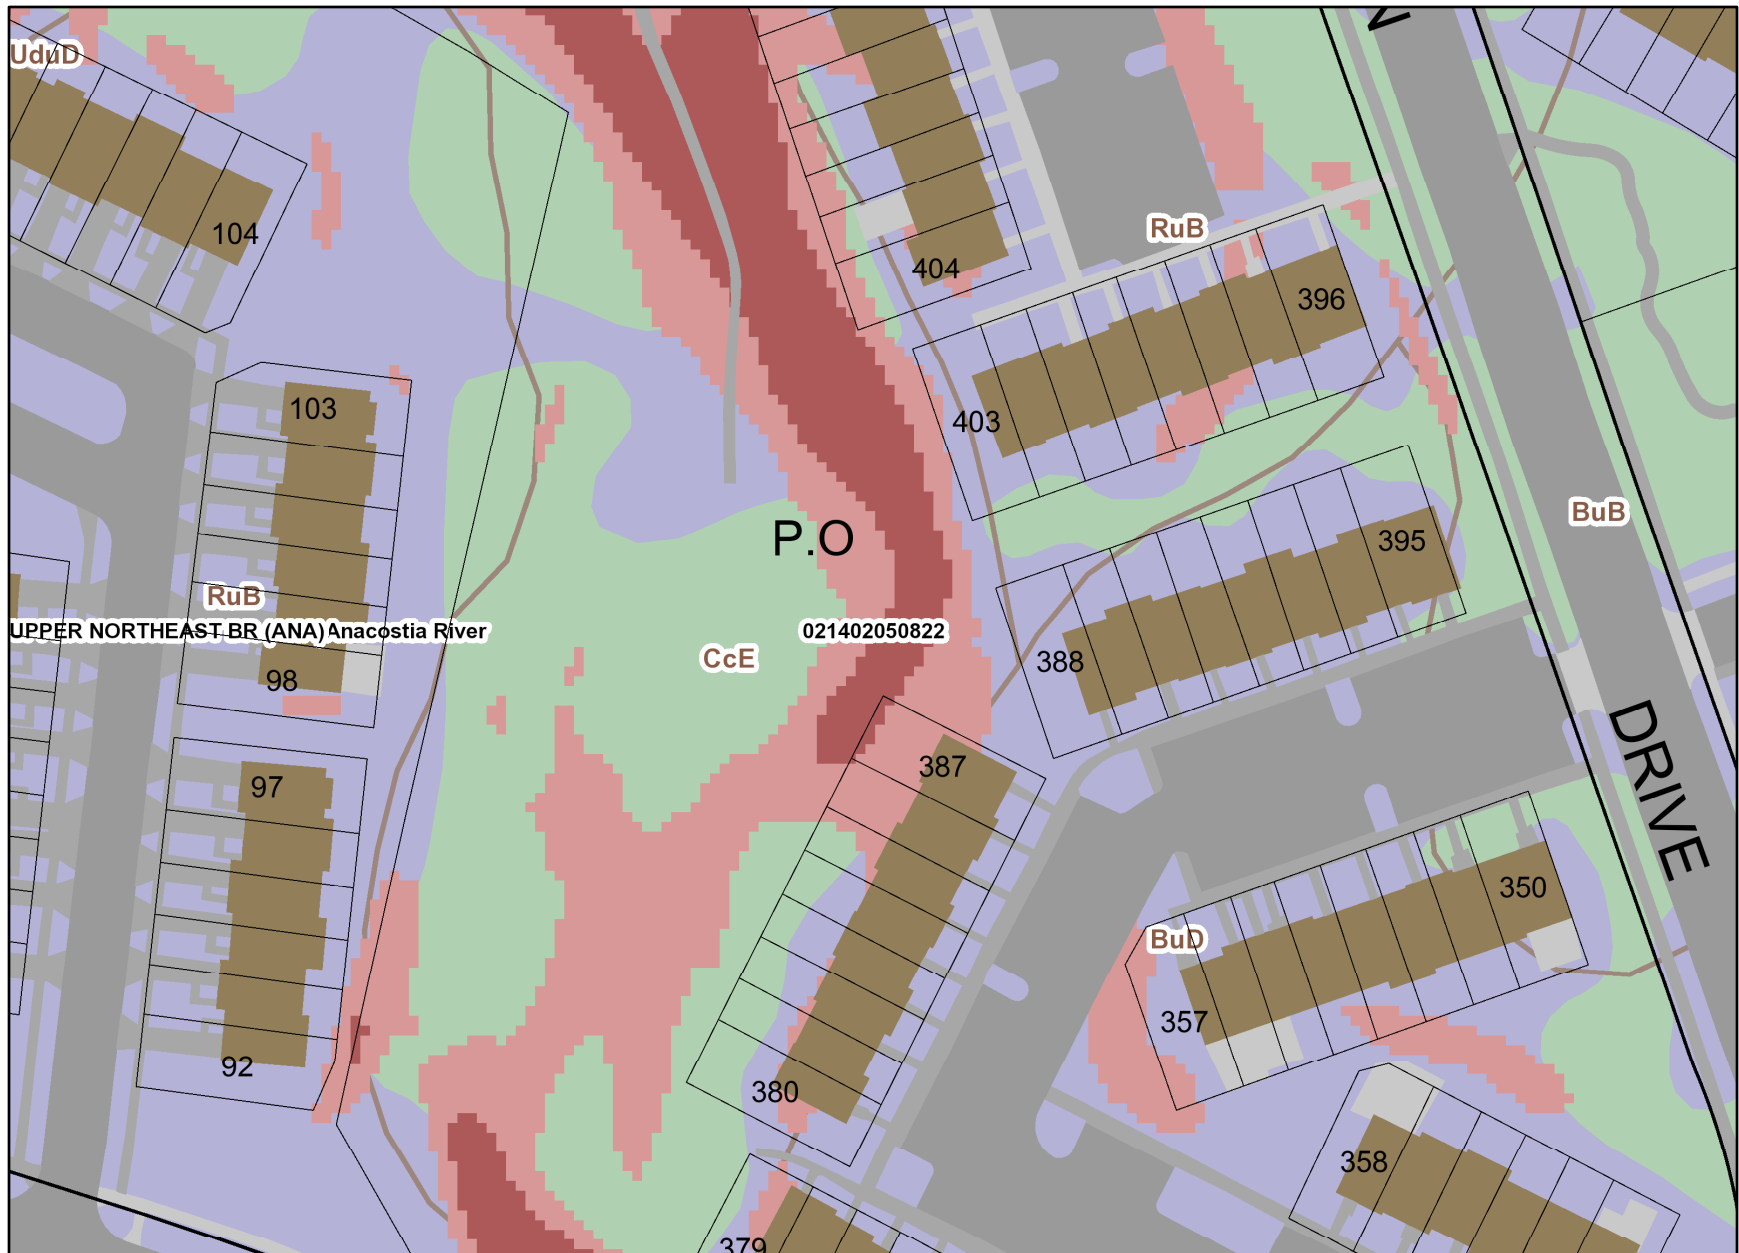 N
UduD
104
404
RuB
396
103
403
BuB
P.O
395
RuB
UPPER NORTHEAST BR (ANA) Anacostia River
021402050822
CcE
388
98
DRIVE
97
387
350
BuD
357
92
380
358
379